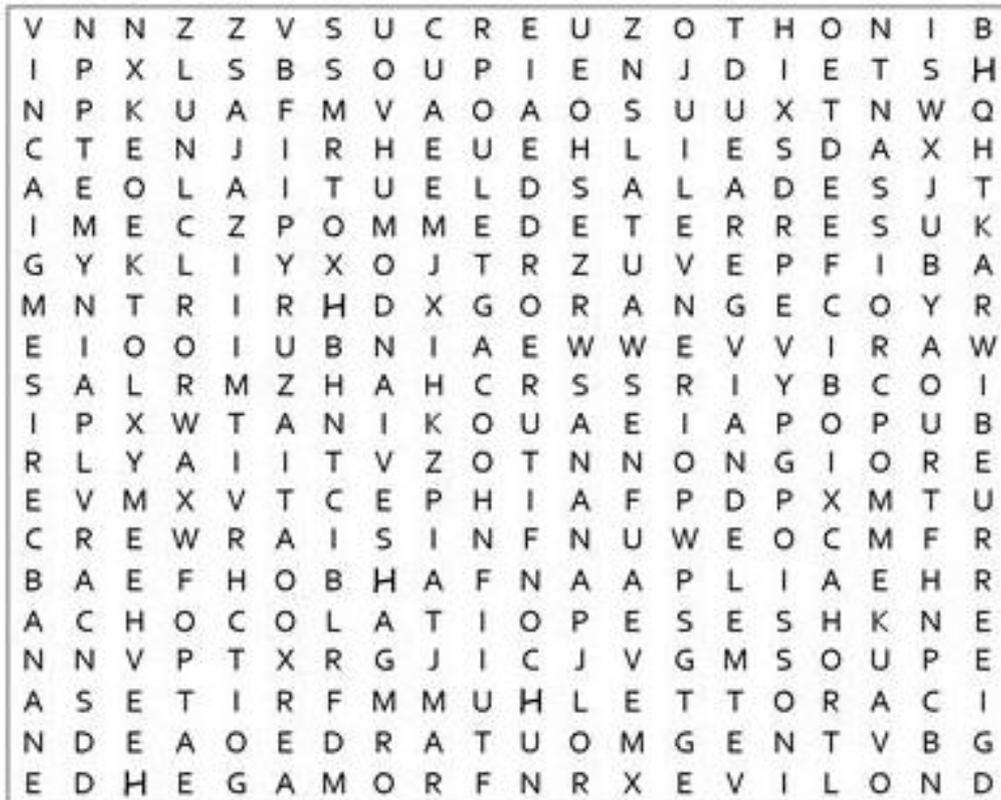 V N N Z Z V S U C R E U Z O T H O N I B
I P X L S B S O U P I E N J D I E T S H
N P K U A F M V A O A O S U U X T N W Q
C T E N J I R H E U E H L I E S D A X H
A E O L A I T U E L D S A L A D E S J T
I M E C Z P O M M E D E T E R R E S U K
G Y K L I Y X O J T R Z U V E P F I B A
M N T R I R H D X G O R A N G E C O Y R
E I O O I U B N I A E W W E V V I R A W
S A L R M Z H A H C R S S R I Y B C O I
I P X W T A N I K O U A E I A P O P U B
R L Y A I I T V Z O T N N O N G I O R E
E V M X V T C E P H I A F P D P X M T U
C R E W R A I S I N F N U W E O C M F R
B A E F H O B H A F N A A P L I A E H R
A C H O C O L A T I O P E S E S H K N E
N N V P T X R G J I C J V G M S O U P E
A S E T I R F M M U H L E T T O R A C I
N D E A O E D R A T U O M G E N T V B G
E D H E G A M O R F N R X E V I L O N D